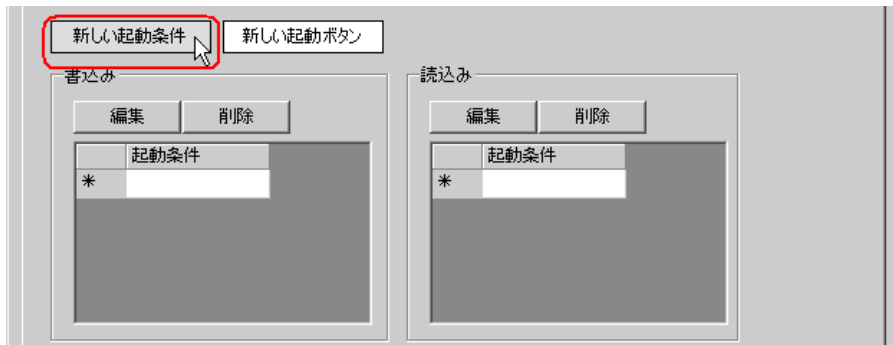 新しい起動条件 新しい起動ボタン
書込み 読込み
編集 削除 編集 削除
起動条件 起動条件
* *